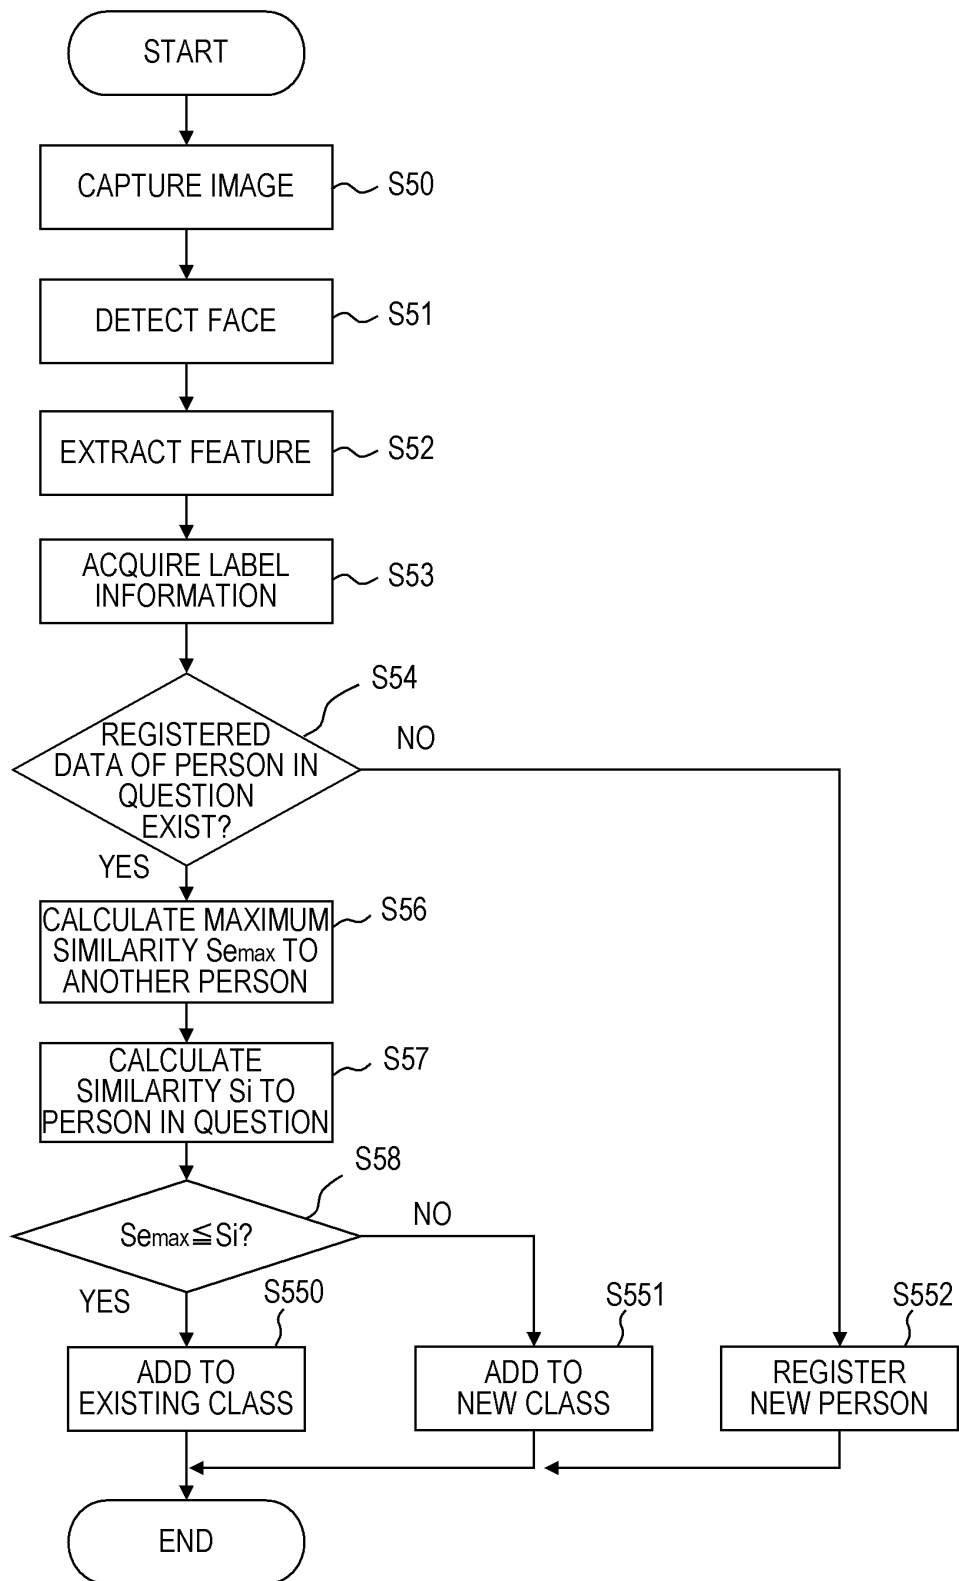 START
CAPTURE IMAGE
S50
DETECT FACE
S51
EXTRACT FEATURE
S52
ACQUIRE LABEL
INFORMATION
S53
S54
REGISTERED
DATA OF PERSON IN
QUESTION
EXIST?
NO
YES
CALCULATE MAXIMUM
SIMILARITY Semax TO
ANOTHER PERSON
S56
CALCULATE
SIMILARITY Si TO
PERSON IN QUESTION
S57
S58
Semax≦Si?
NO
YES
S550
S551
S552
ADD TO
EXISTING CLASS
ADD TO
NEW CLASS
REGISTER
NEW PERSON
END